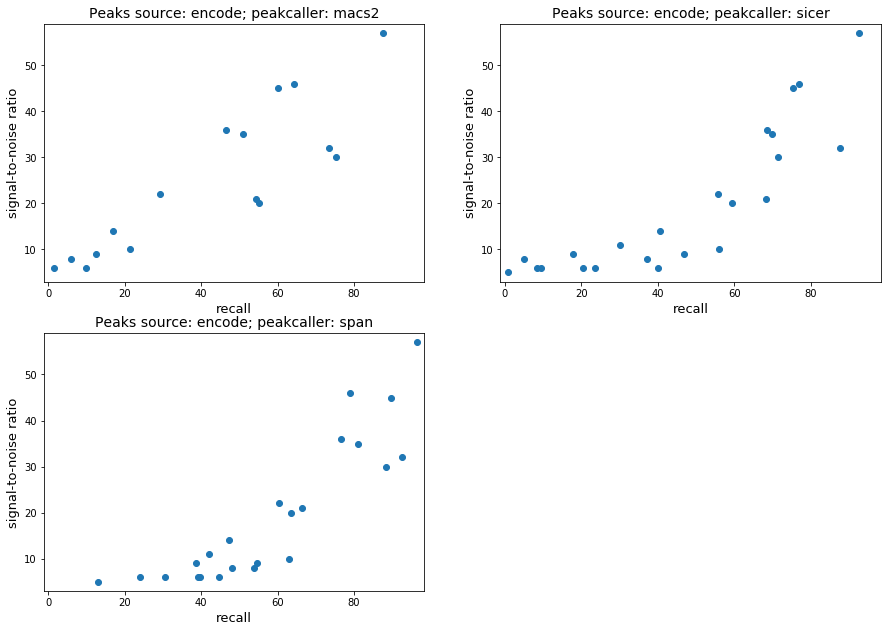 Peaks source: encode; peakcaller: macs2
50
40
30
20
10
signal-to-noise ratio
0 20 40 60 80
recall
Peaks source: encode; peakcaller: sicer
50
40
30
20
10
signal-to-noise ratio
0 20 40 60 80
recall
Peaks source: encode; peakcaller: span
50
40
30
20
10
signal-to-noise ratio
0 20 40 60 80
recall